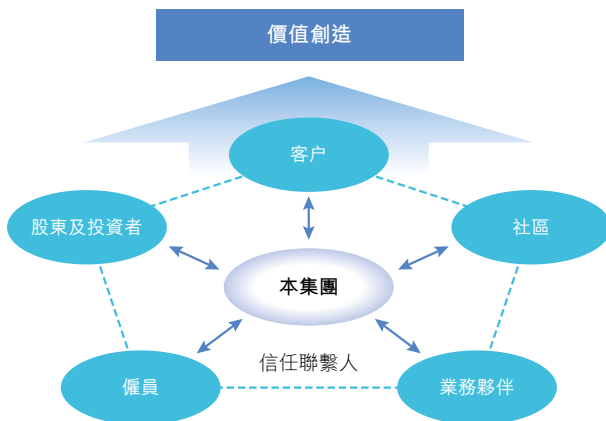 價值創造
客户
股東及投資者
社區
本集團
信任聯繫人
僱員
業務夥伴